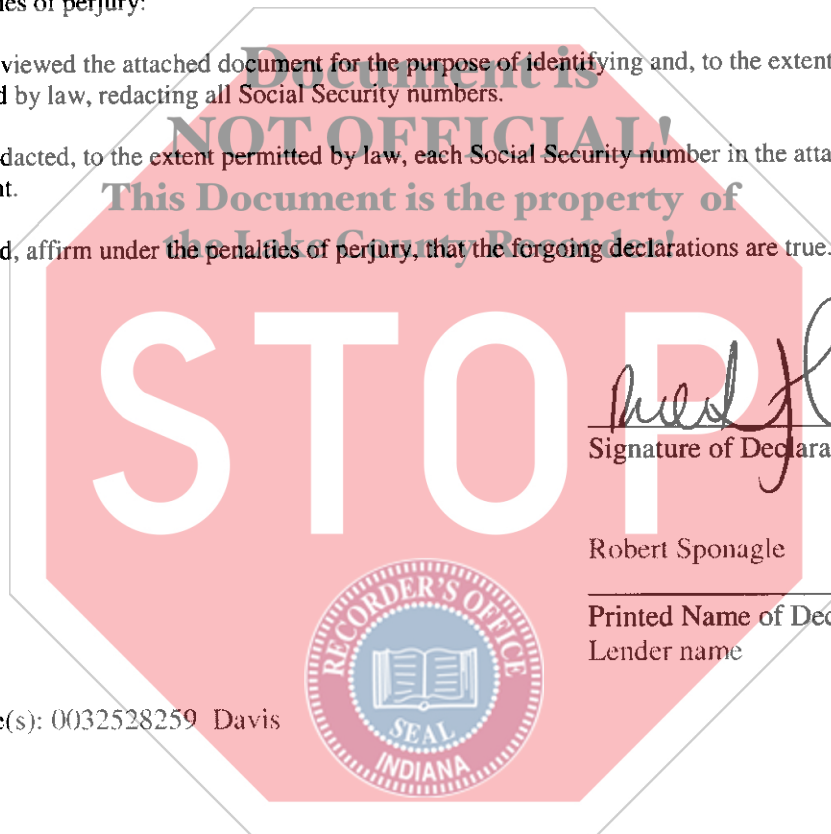 ies of perjury:
viewed the attached document for the purpose of identifying and, to the extent
d by law, redacting all Social Security numbers.
dacted, to the extent permitted by law, each Social Security number in the atta
nt.
d, affirm under the penalties of perjury, that the forgoing declarations are true.
Document is
NOT OFFICIAL!
This Document is the property of
the Lake County Recorder!
STOP
Signature of Declara
Robert Sponagle
Printed Name of Dec
Lender name
e(s): 0032528259 Davis
RECORDER'S OFFICE
SEAL
INDIANA